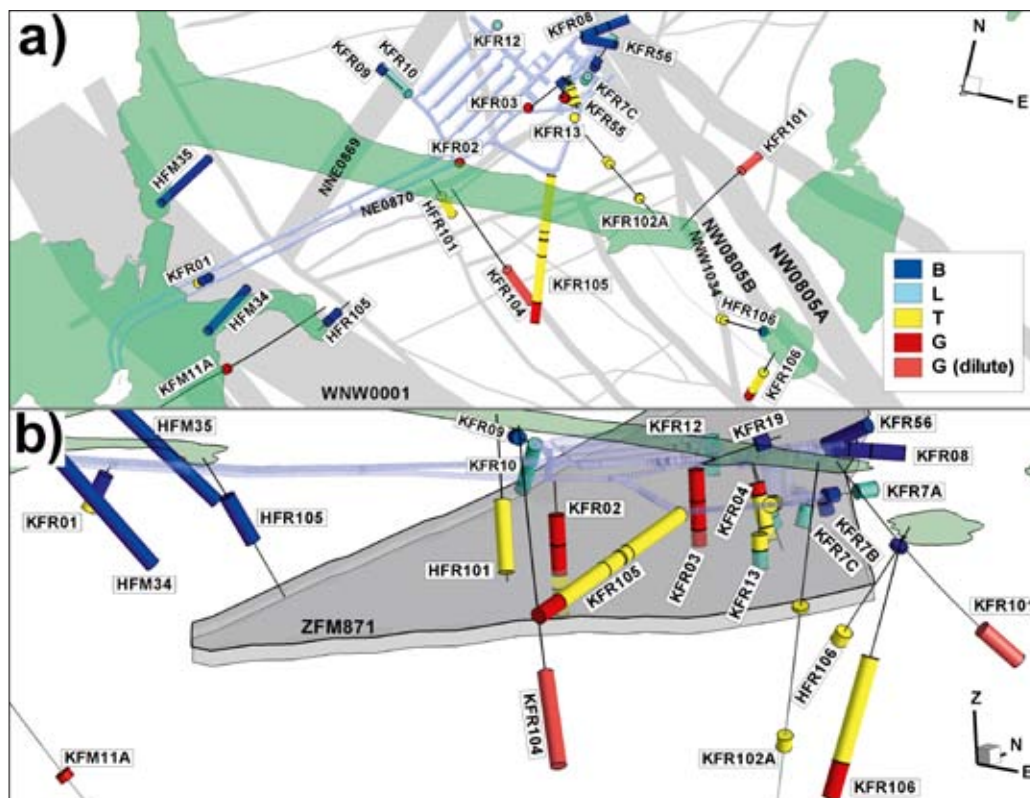 a)
KFR12
KFR08
KFR56
N
E
KFR09
KFR10
KFR03
KFR7C
KFR55
KFR13
KFR02
KFR101
HFM35
NNE0869
NE0870
HFR101
KFR102A
NW0805B
NW0805A
NNW1034
KFR01
KFR104
KFR105
HFM34
HFR105
HFR106
KFM11A
KFR106
WNW0001
B
L
T
G
G (dilute)
b)
HFM35
KFR09
KFR12
KFR19
KFR56
KFR10
KFR08
KFR01
KFR02
KFR04
KFR7A
HFR105
KFR7B
KFR7C
HFM34
HFR101
KFR105
KFR03
KFR13
ZFM871
KFR101
HFR106
KFR104
KFR102A
KFM11A
KFR106
Z
N
E